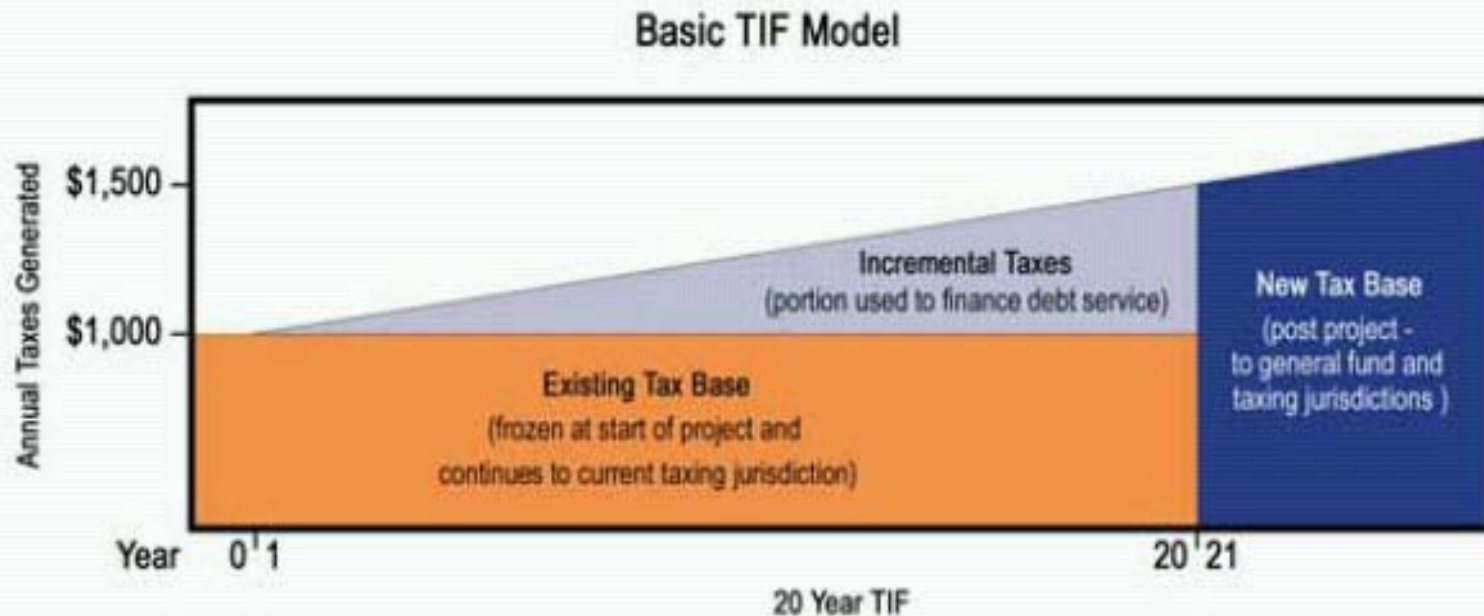 Basic TIF Model
Annual Taxes Generated
$1,500
$1,000
Incremental Taxes
(portion used to finance debt service)
New Tax Base
(post project -
to general fund and
taxing jurisdictions )
Existing Tax Base
(frozen at start of project and
continues to current taxing jurisdiction)
Year 0 1 20 21
20 Year TIF